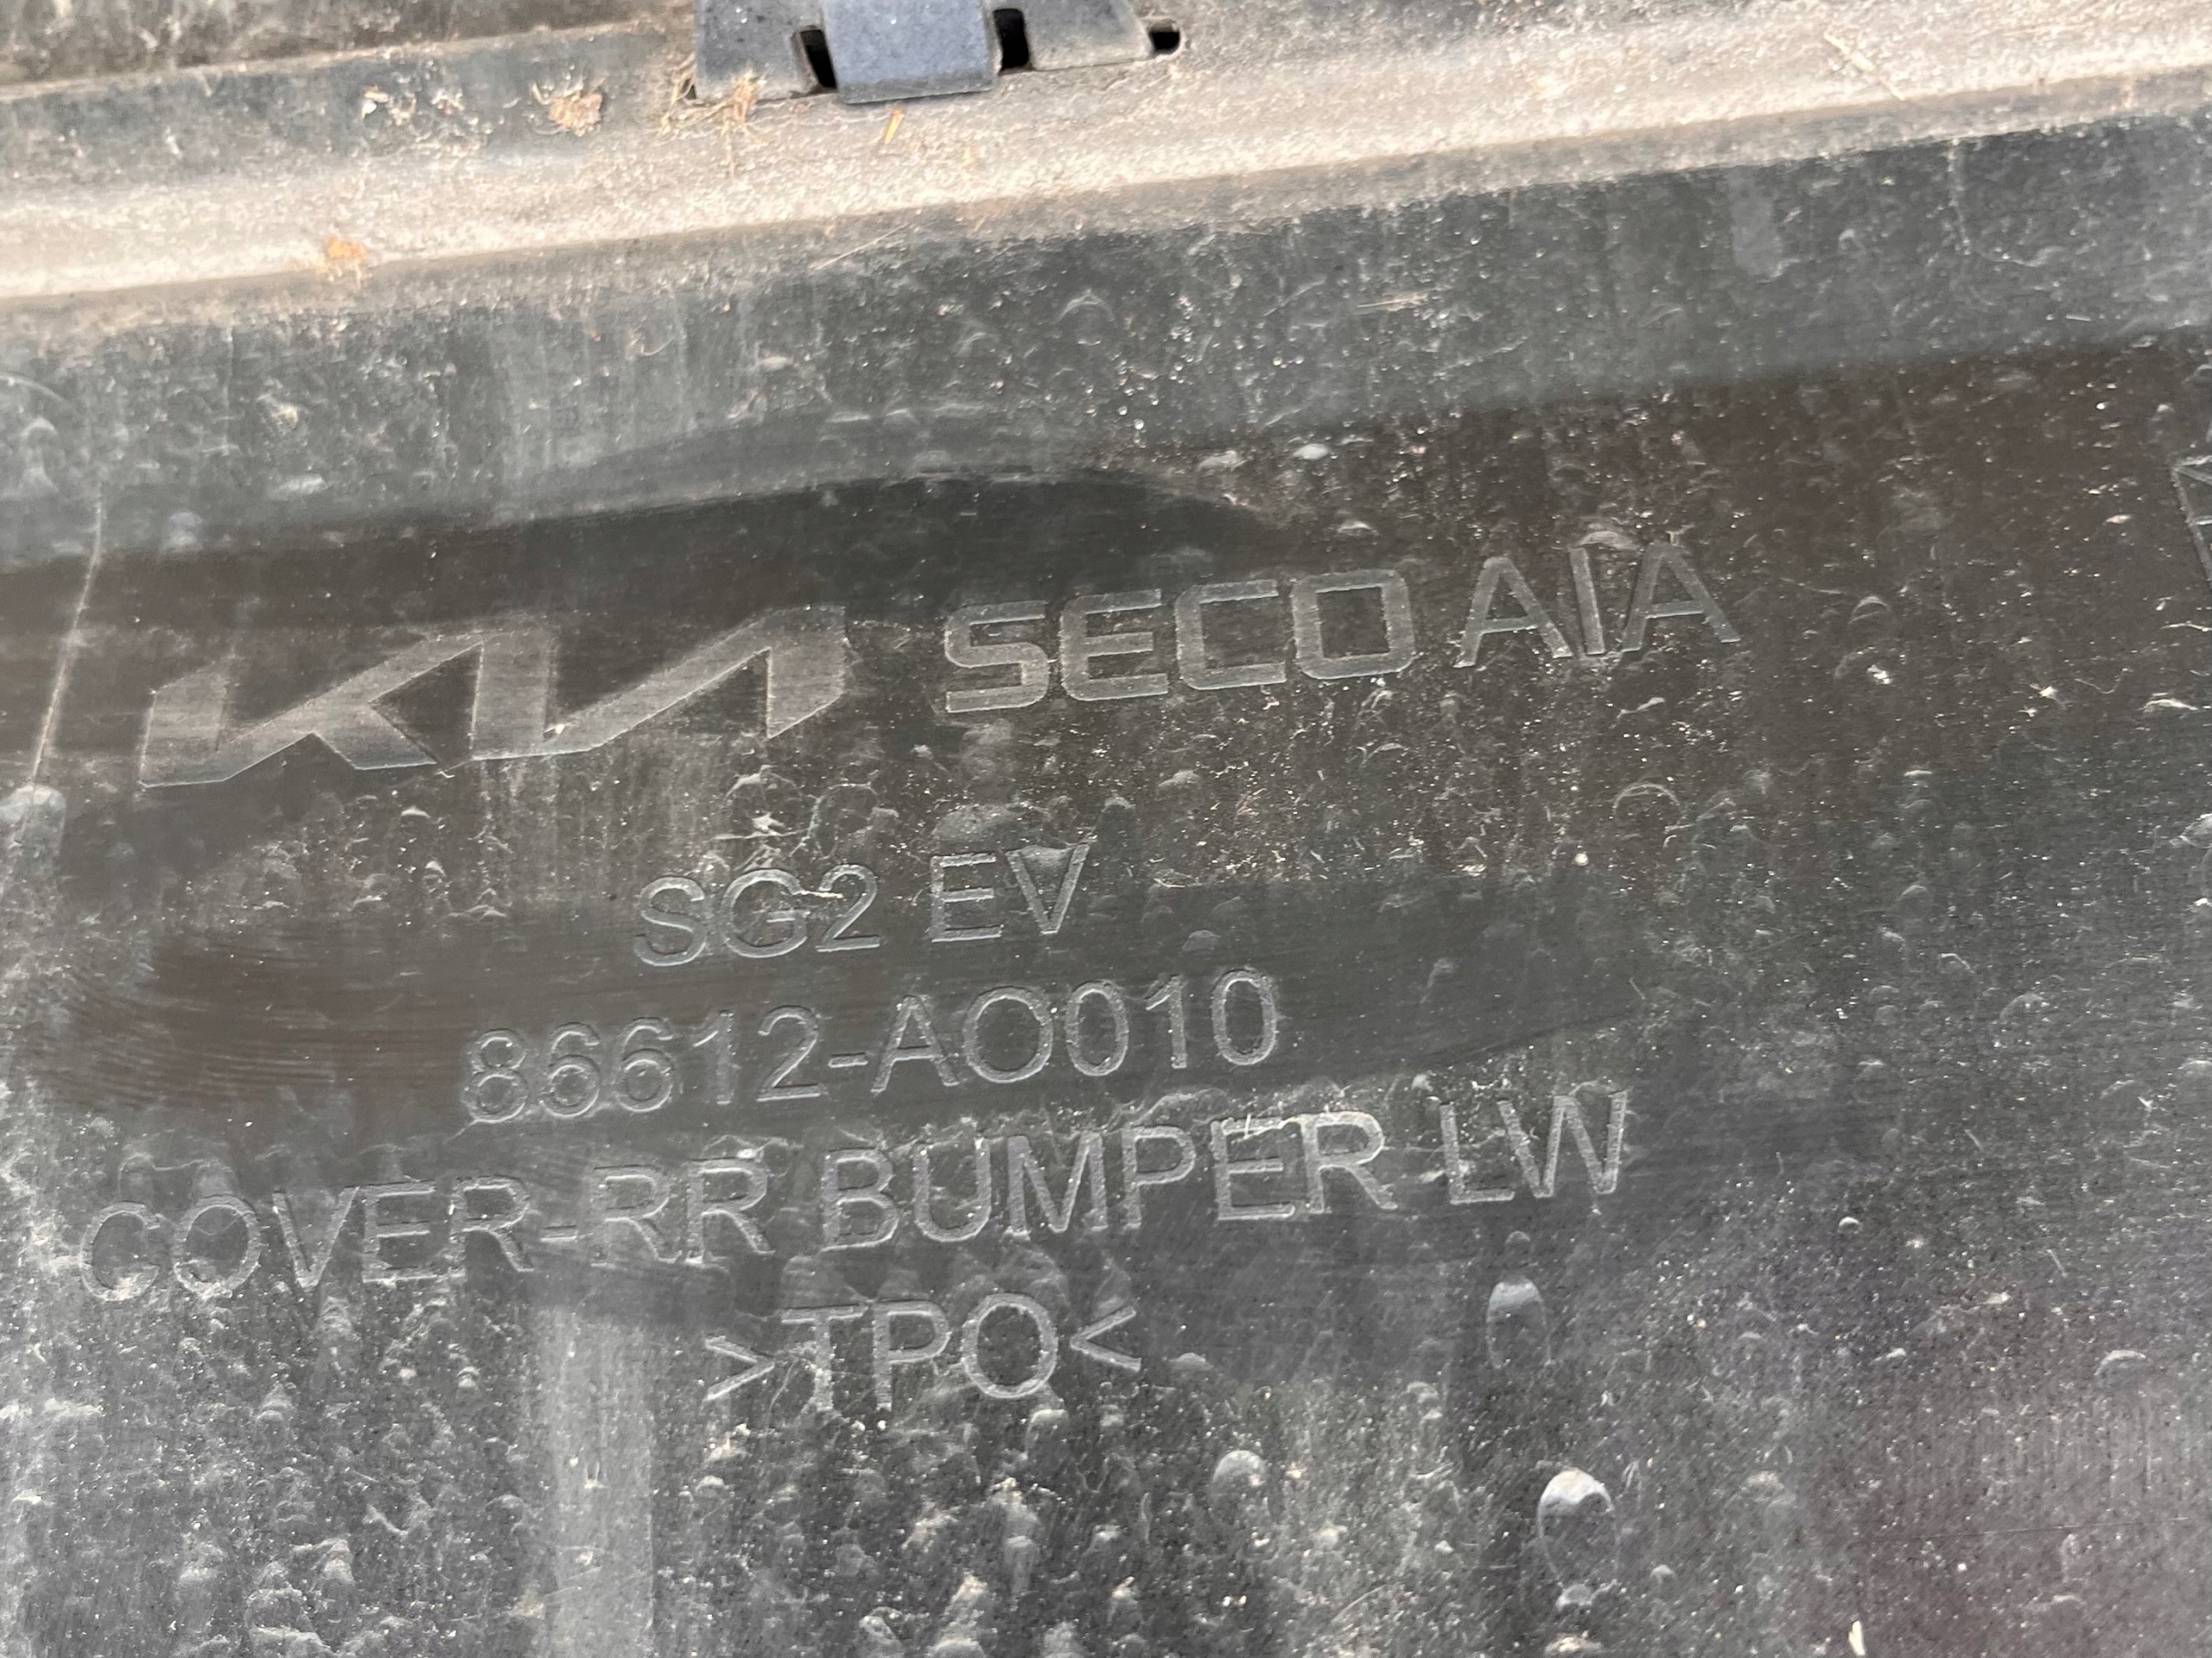 KIA SECO AIA
SG2 EV
86612-AO010
COVER-RR BUMPER LW
>TPO<